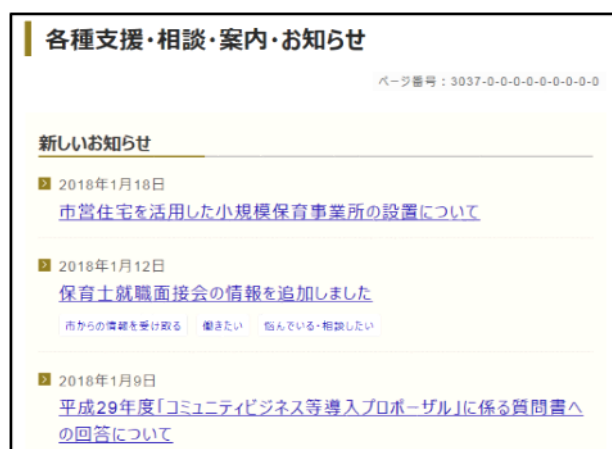 各種支援・相談・案内・お知らせ
ページ番号：3037-0-0-0-0-0-0-0-0-0
新しいお知らせ
2018年1月18日
市営住宅を活用した小規模保育事業所の設置について
2018年1月12日
保育士就職面接会の情報を追加しました
市からの情報を受け取る 働きたい 悩んでいる・相談したい
2018年1月9日
平成29年度「コミュニティビジネス等導入プロポーザル」に係る質問書へ
の回答について